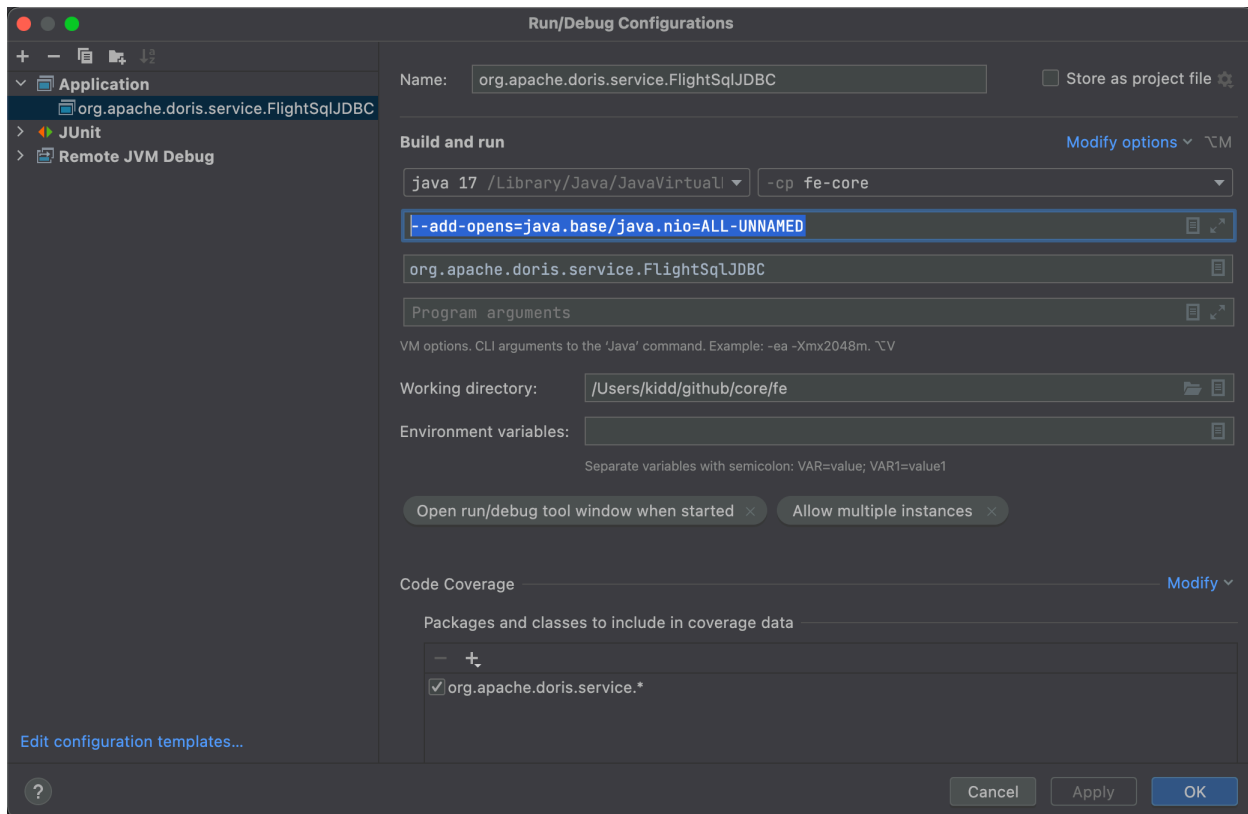 Run/Debug Configurations
Application
org.apache.doris.service.FlightSqlJDBC
JUnit
Remote JVM Debug
Edit configuration templates...
Name: org.apache.doris.service.FlightSqlJDBC Store as project file
Build and run Modify options ⌥M
java 17 /Library/Java/JavaVirtual -cp fe-core
--add-opens=java.base/java.nio=ALL-UNNAMED
org.apache.doris.service.FlightSqlJDBC
Program arguments
VM options. CLI arguments to the 'Java' command. Example: -ea -Xmx2048m. ⌥V
Working directory: /Users/kidd/github/core/fe
Environment variables:
Separate variables with semicolon: VAR=value; VAR1=value1
Open run/debug tool window when started × Allow multiple instances ×
Code Coverage Modify
Packages and classes to include in coverage data
org.apache.doris.service.*
? Cancel Apply OK